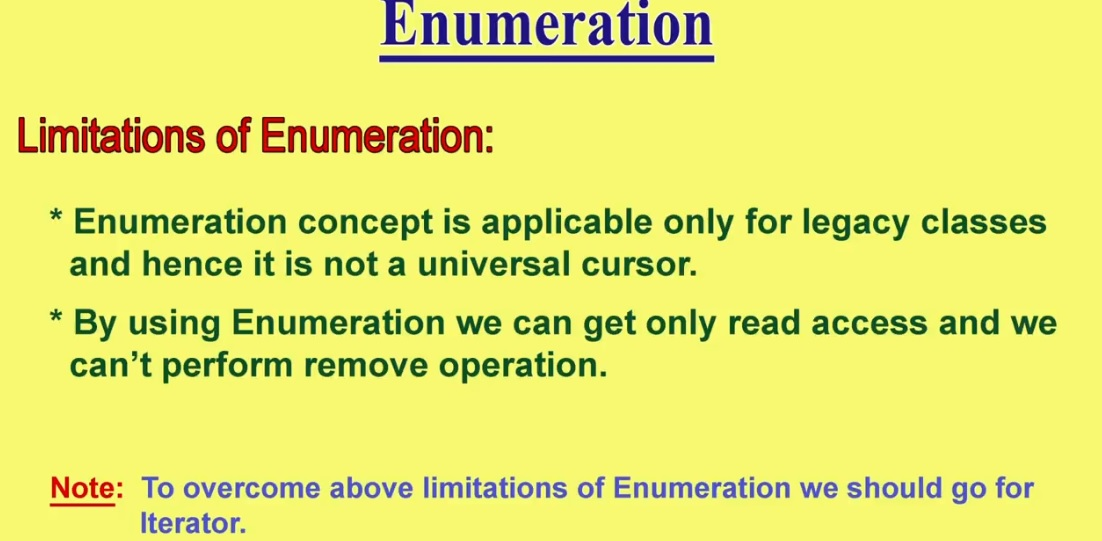 Enumeration
Limitations of Enumeration:
* Enumeration concept is applicable only for legacy classes
and hence it is not a universal cursor.
* By using Enumeration we can get only read access and we
can’t perform remove operation.
Note: To overcome above limitations of Enumeration we should go for
Iterator.